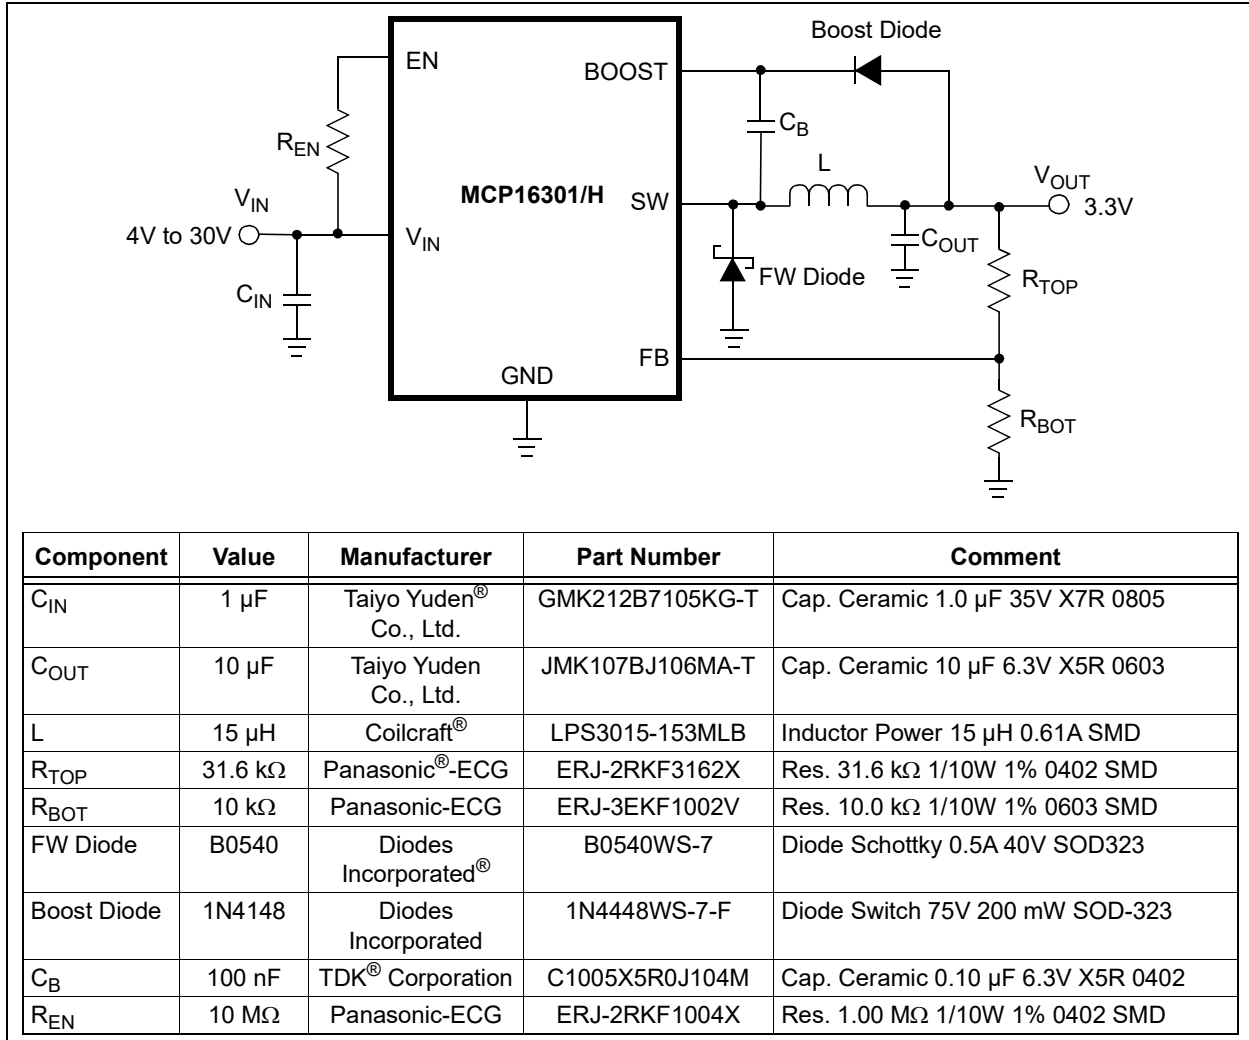 Boost Diode
EN
BOOST
C_B
R_EN
L
MCP16301/H
SW
V_OUT
V_IN
3.3V
4V to 30V
V_IN
C_OUT
FW Diode
R_TOP
C_IN
FB
GND
R_BOT
Component Value Manufacturer Part Number Comment
C_IN 1 µF Taiyo Yuden® Co., Ltd. GMK212B7105KG-T Cap. Ceramic 1.0 µF 35V X7R 0805
C_OUT 10 µF Taiyo Yuden Co., Ltd. JMK107BJ106MA-T Cap. Ceramic 10 µF 6.3V X5R 0603
L 15 µH Coilcraft® LPS3015-153MLB Inductor Power 15 µH 0.61A SMD
R_TOP 31.6 kΩ Panasonic®-ECG ERJ-2RKF3162X Res. 31.6 kΩ 1/10W 1% 0402 SMD
R_BOT 10 kΩ Panasonic-ECG ERJ-3EKF1002V Res. 10.0 kΩ 1/10W 1% 0603 SMD
FW Diode B0540 Diodes Incorporated® B0540WS-7 Diode Schottky 0.5A 40V SOD323
Boost Diode 1N4148 Diodes Incorporated 1N4448WS-7-F Diode Switch 75V 200 mW SOD-323
C_B 100 nF TDK® Corporation C1005X5R0J104M Cap. Ceramic 0.10 µF 6.3V X5R 0402
R_EN 10 MΩ Panasonic-ECG ERJ-2RKF1004X Res. 1.00 MΩ 1/10W 1% 0402 SMD